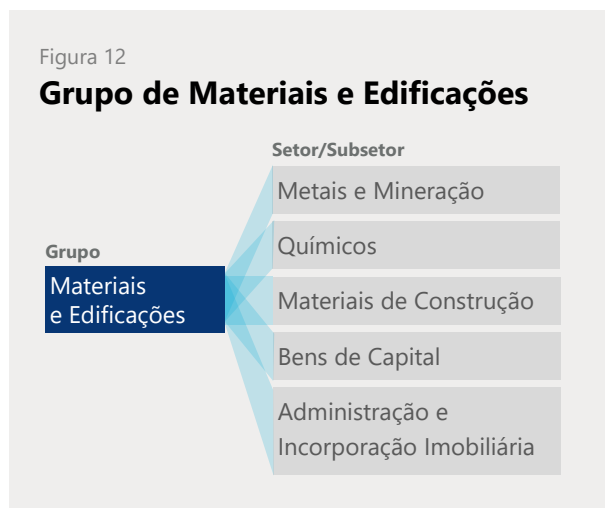 Figura 12
Grupo de Materiais e Edificações
Setor/Subsetor
Metais e Mineração
Químicos
Grupo
Materiais
e Edificações
Materiais de Construção
Bens de Capital
Administração e
Incorporação Imobiliária